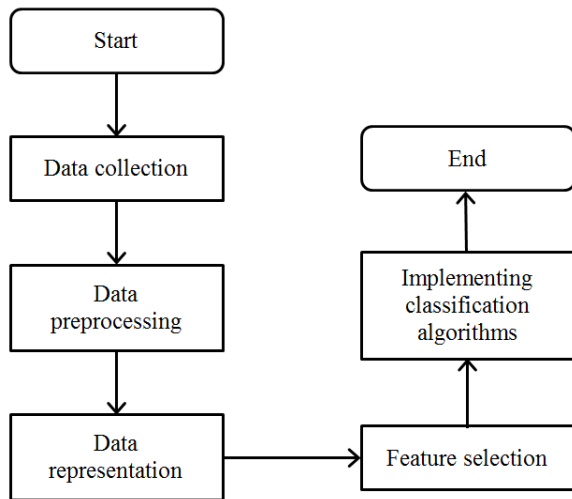 Start
Data collection
Data
preprocessing
Data
representation
Feature selection
Implementing
classification
algorithms
End